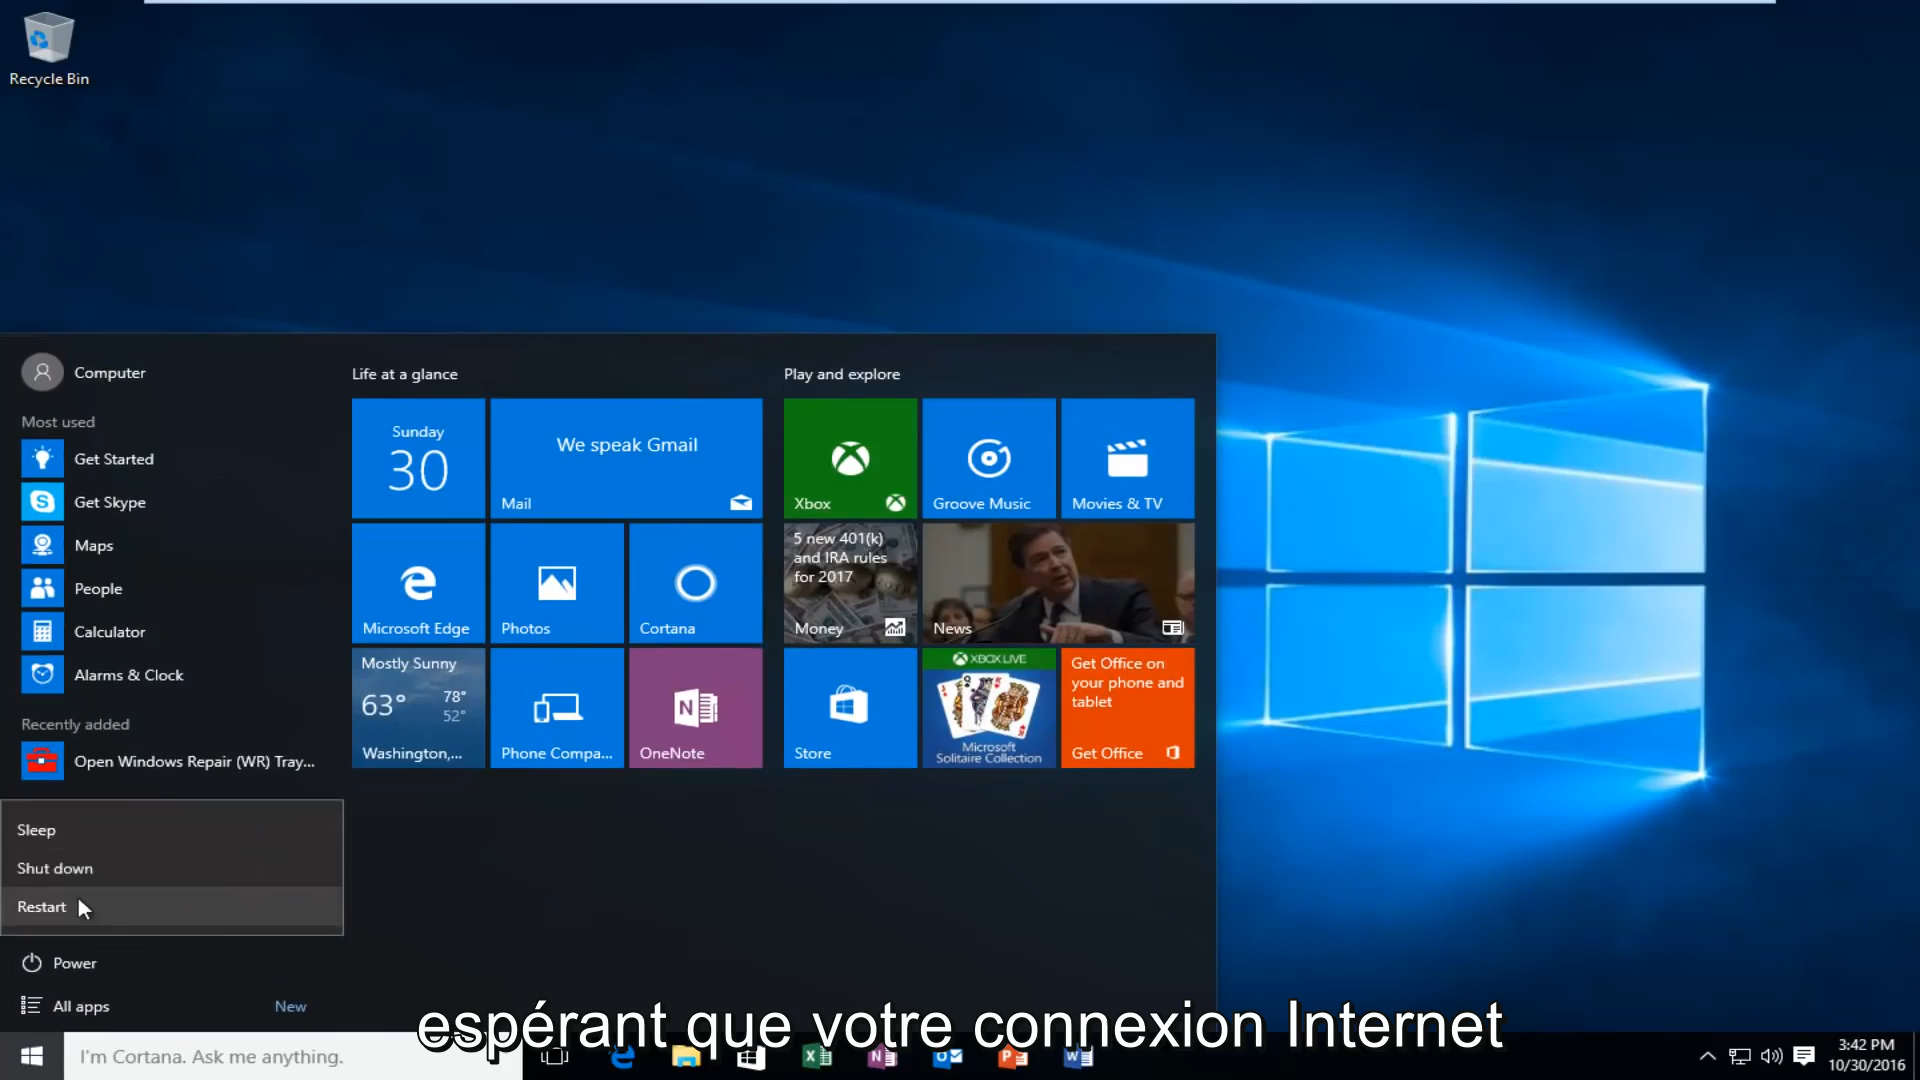 Recycle Bin
Computer
Most used
Get Started
Get Skype
Maps
People
Calculator
Alarms & Clock
Recently added
Open Windows Repair (WR) Tray...
Sleep
Shut down
Restart
Power
All apps
New
Life at a glance
Sunday
30
We speak Gmail
Mail
Microsoft Edge
Photos
Cortana
Mostly Sunny
63°
78°
52°
Washington,...
Phone Compa...
OneNote
Play and explore
Xbox
Groove Music
Movies & TV
5 new 401(k)
and IRA rules
for 2017
Money
News
Store
XBOX LIVE
Microsoft
Solitaire Collection
Get Office on
your phone and
tablet
Get Office
espérant que votre connexion Internet
I'm Cortana. Ask me anything.
3:42 PM
10/30/2016